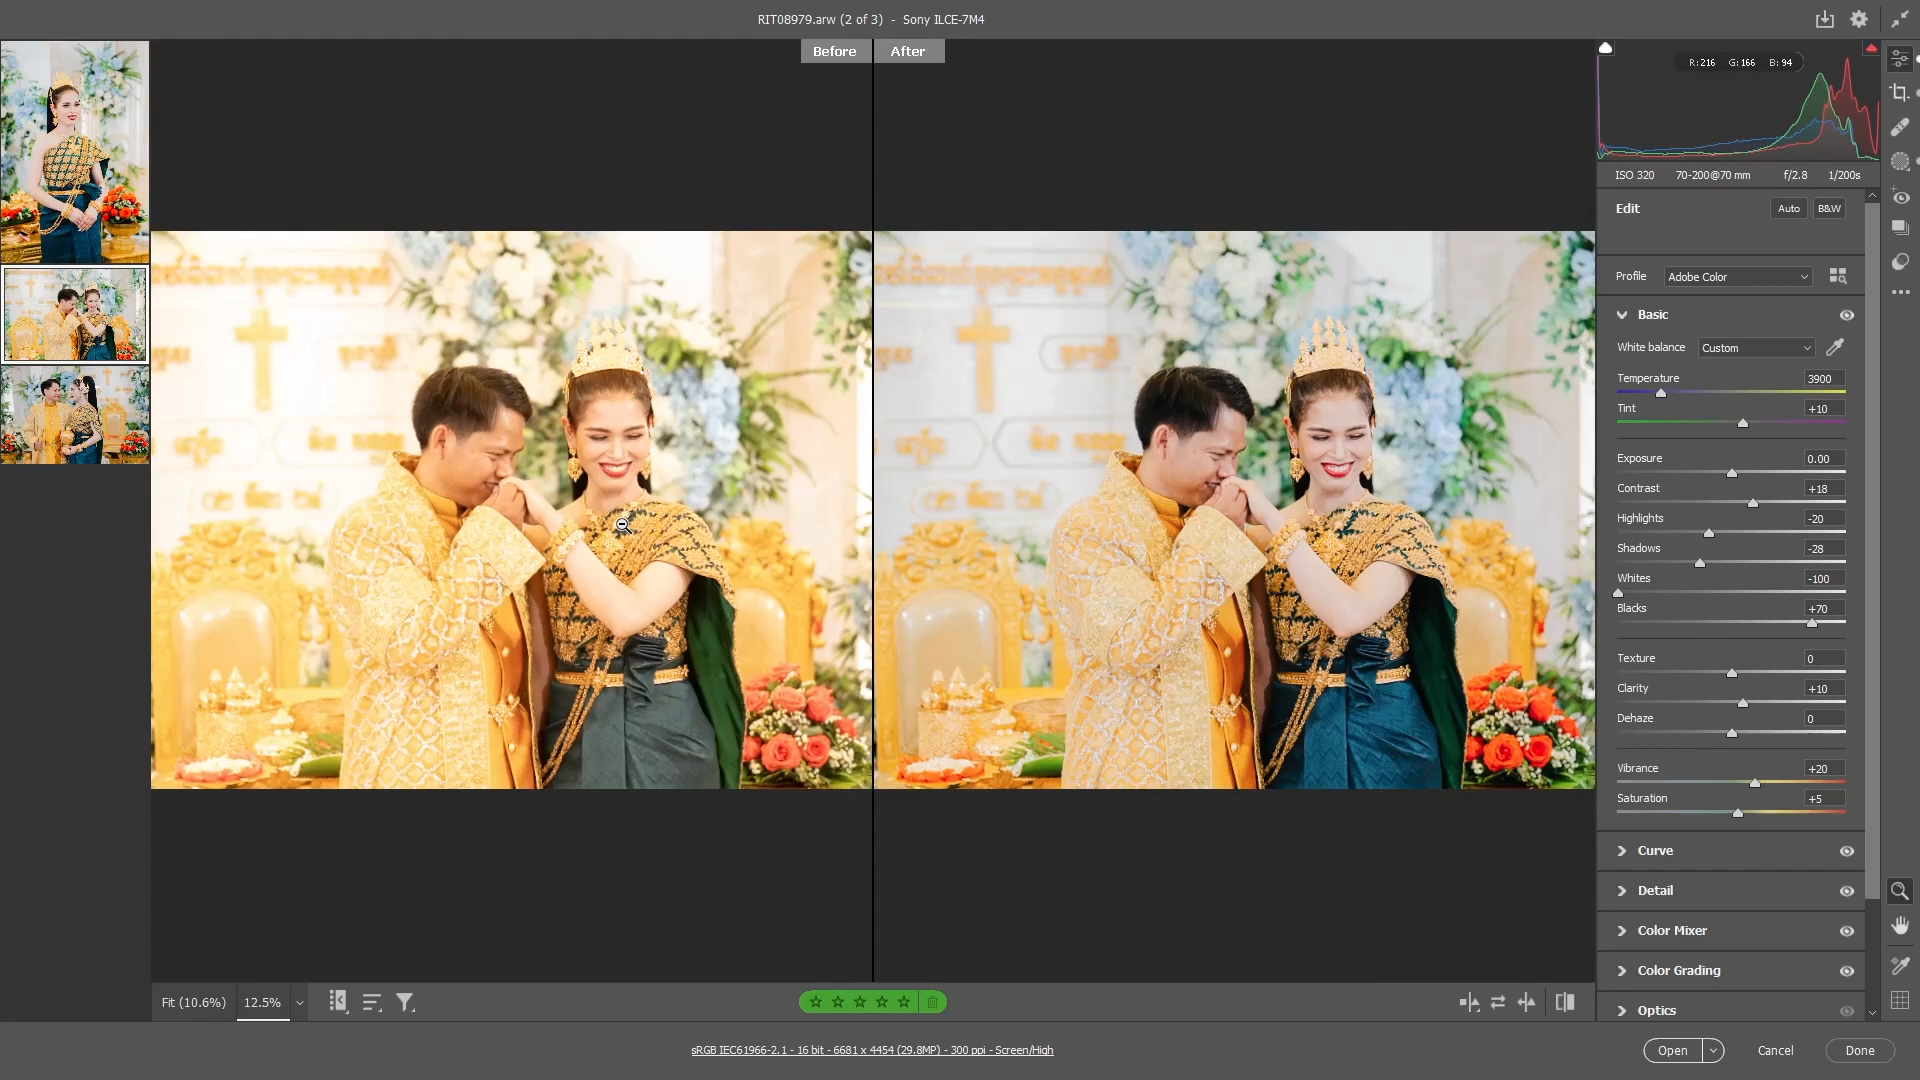 RIT08979.arw (2 of 3) - Sony ILCE-7M4
Before
After
R: 216 G: 166 B: 94
ISO 320 70-200@70 mm f/2.8 1/200s
Edit
Auto
B&W
Profile
Adobe Color
Basic
White balance
Custom
Temperature
3900
Tint
+10
Exposure
0.00
Contrast
+18
Highlights
-20
Shadows
-28
Whites
-100
Blacks
+70
Texture
0
Clarity
+10
Dehaze
0
Vibrance
+20
Saturation
+5
Curve
Detail
Color Mixer
Color Grading
Optics
Fit (10.6%)
12.5%
sRGB IEC61966-2.1 - 16 bit - 6681 x 4454 (29.8MP) - 300 ppi - Screen/High
Open
Cancel
Done